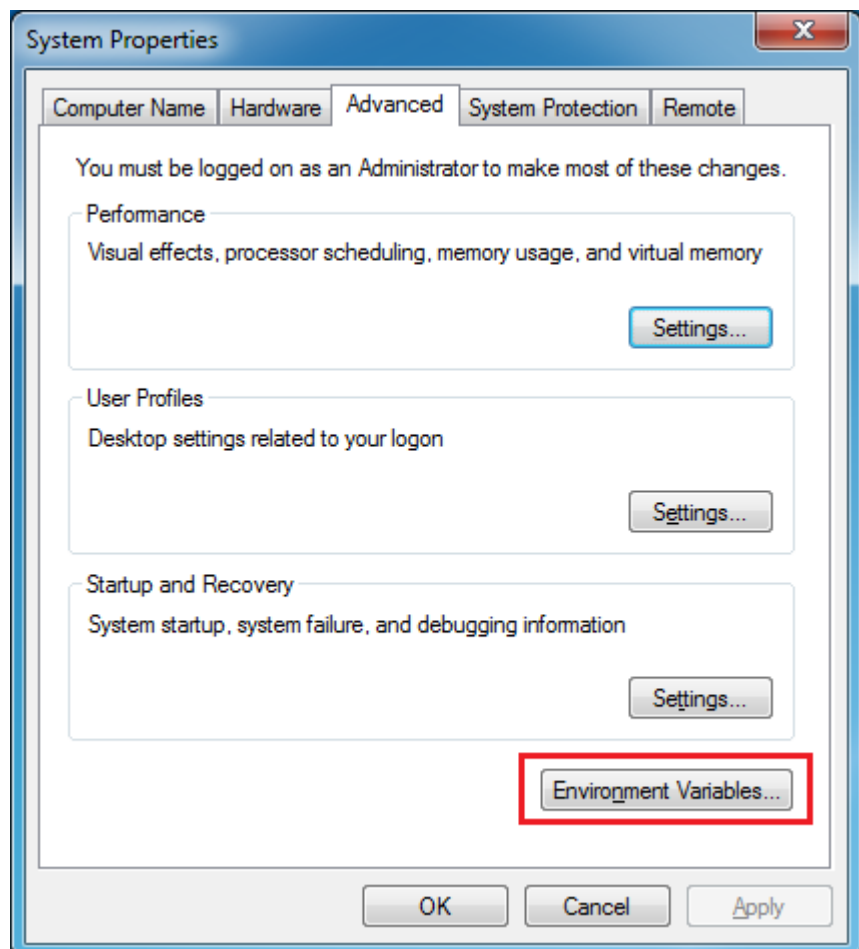 System Properties
Computer Name
Hardware
Advanced
System Protection
Remote
You must be logged on as an Administrator to make most of these changes.
Performance
Visual effects, processor scheduling, memory usage, and virtual memory
Settings...
User Profiles
Desktop settings related to your logon
Settings...
Startup and Recovery
System startup, system failure, and debugging information
Settings...
Environment Variables...
OK
Cancel
Apply